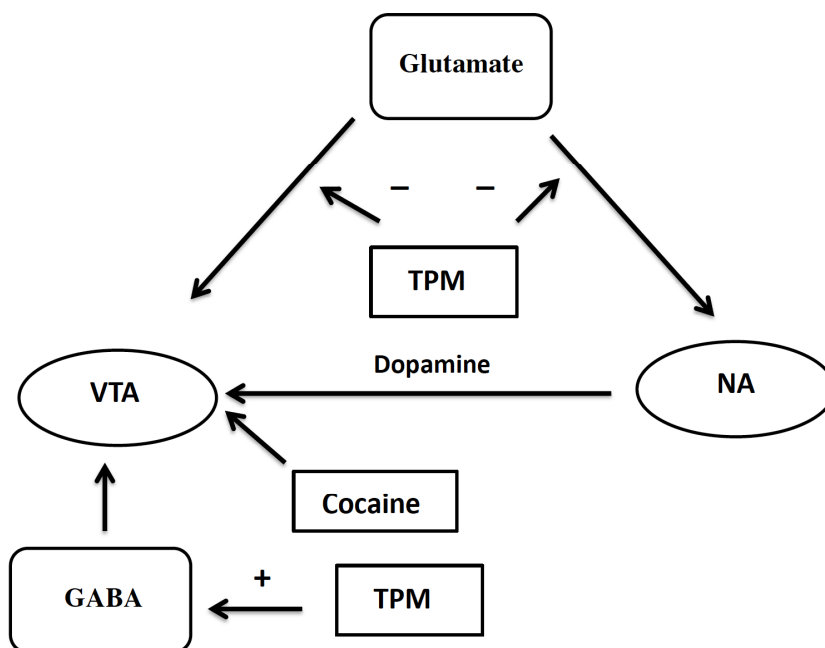 Glutamate
– –
TPM
Dopamine
VTA
NA
Cocaine
GABA
+
TPM